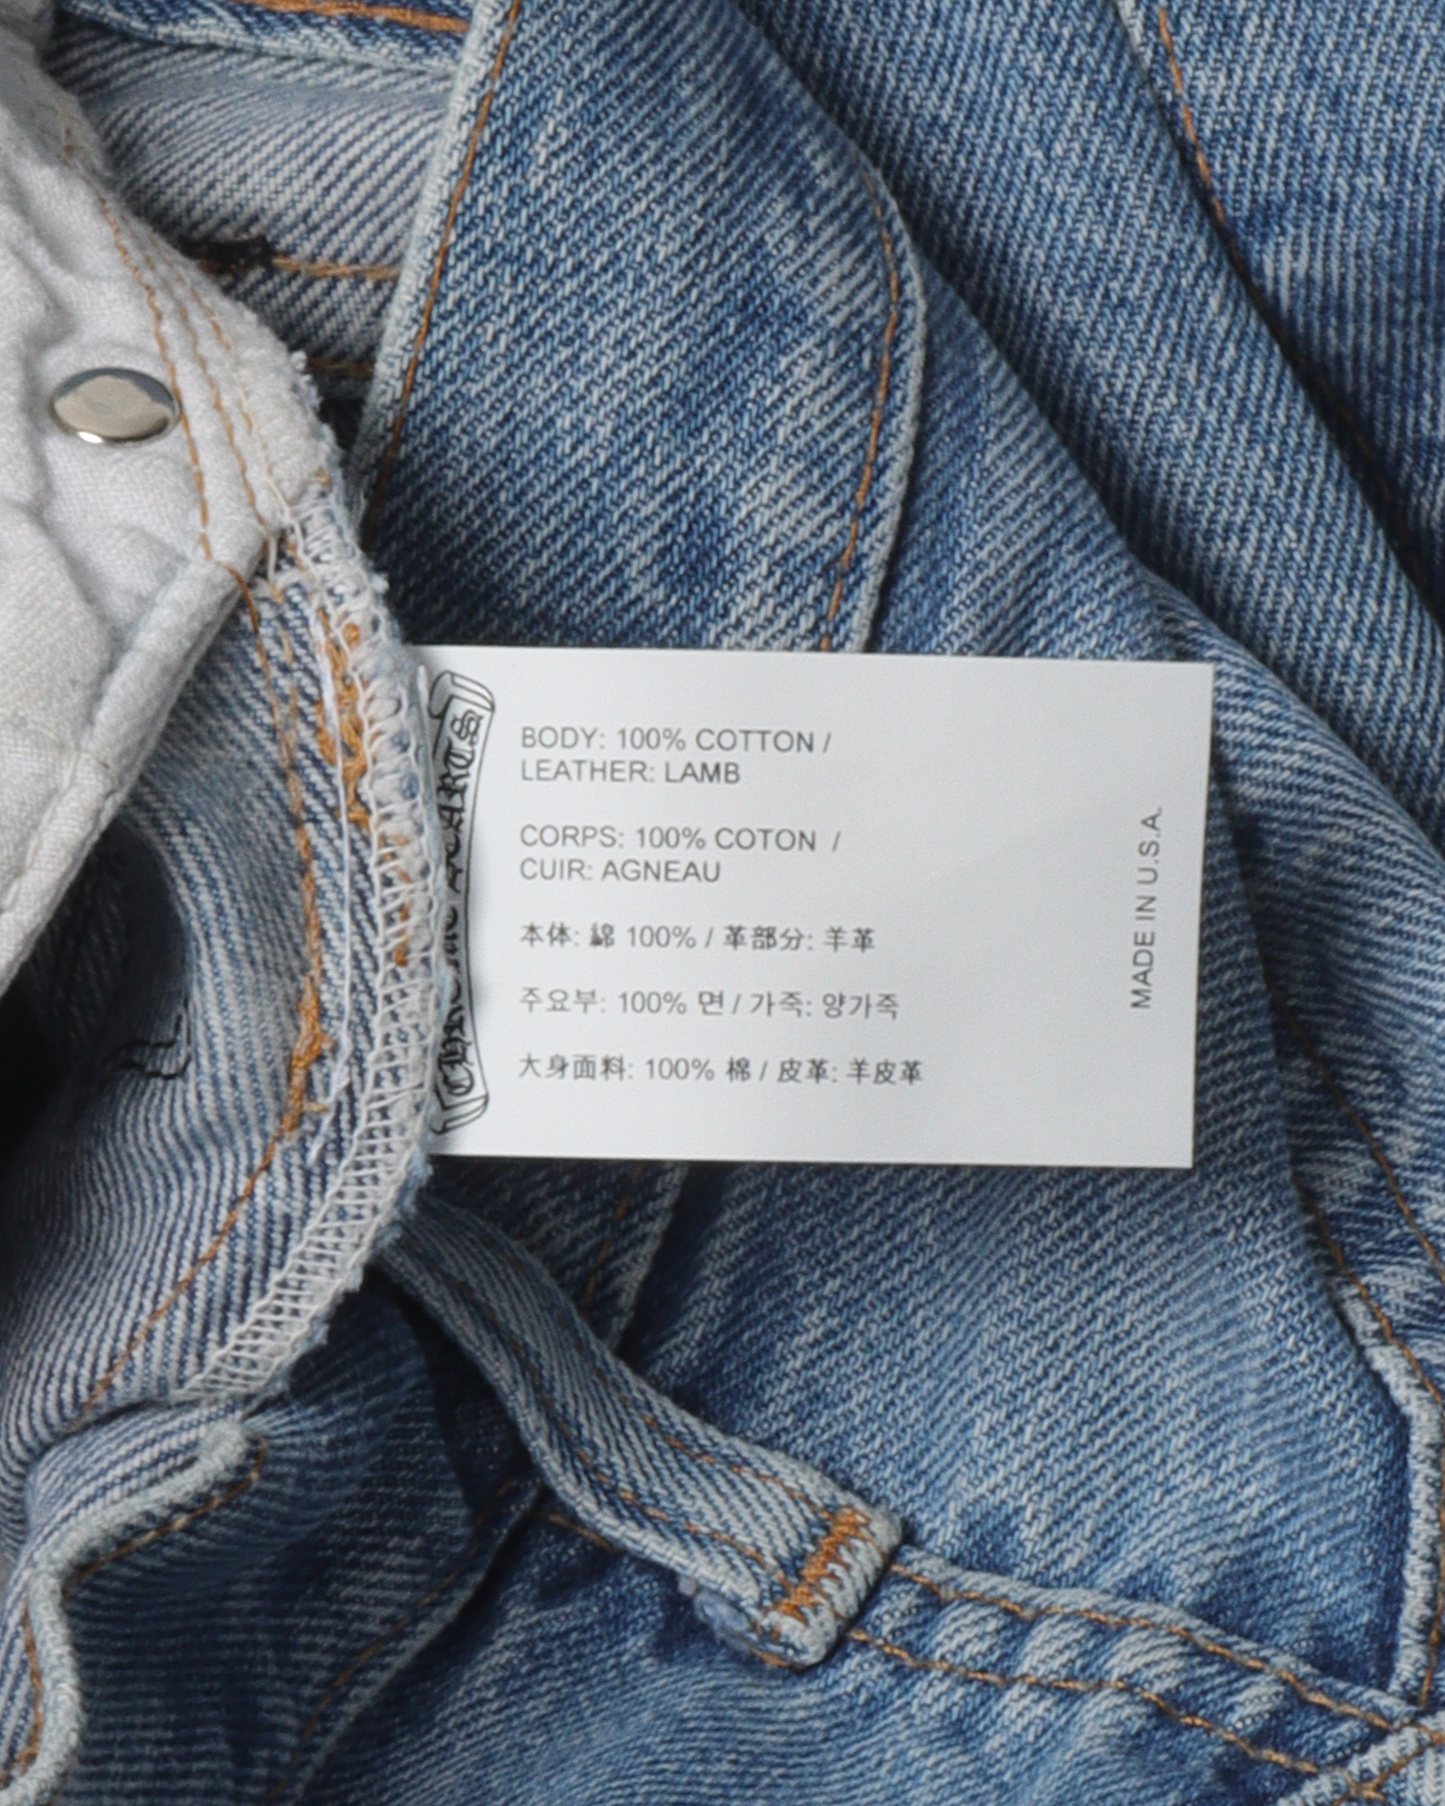 CHROME HEARTS
BODY: 100% COTTON /
LEATHER: LAMB
CORPS: 100% COTON /
CUIR: AGNEAU
本体: 綿 100% / 革部分: 羊革
주요부: 100% 면 / 가죽: 양가죽
大身面料: 100% 棉 / 皮革: 羊皮革
MADE IN U.S.A.